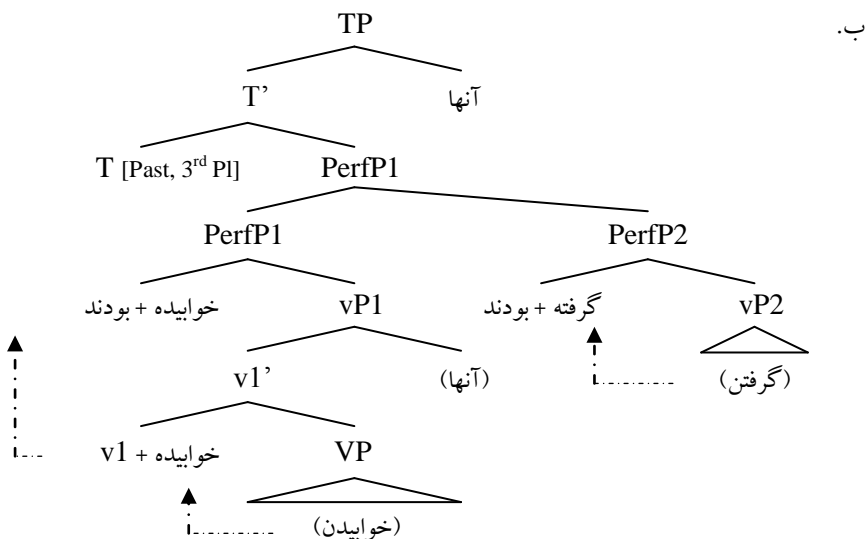 ب.
TP
T’ آنها
T [Past, 3rd Pl] PerfP1
PerfP1 PerfP2
خوابیده + بودند vP1 گرفته + بودند vP2
v1’ (آنها) (گرفتن)
v1 + خوابیده VP
(خوابیدن)